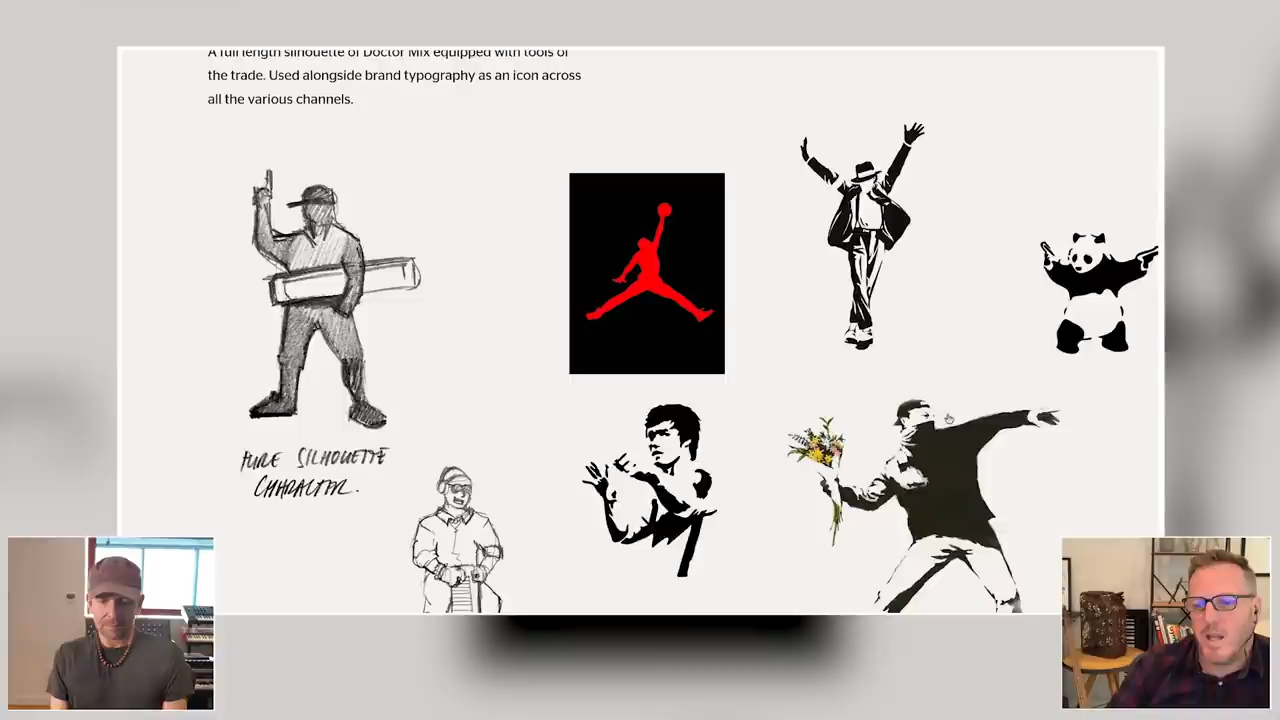 A full length silhouette of Doctor Mix equipped with tools of
the trade. Used alongside brand typography as an icon across
all the various channels.
PURE SILHOUETTE
CHARACTER.